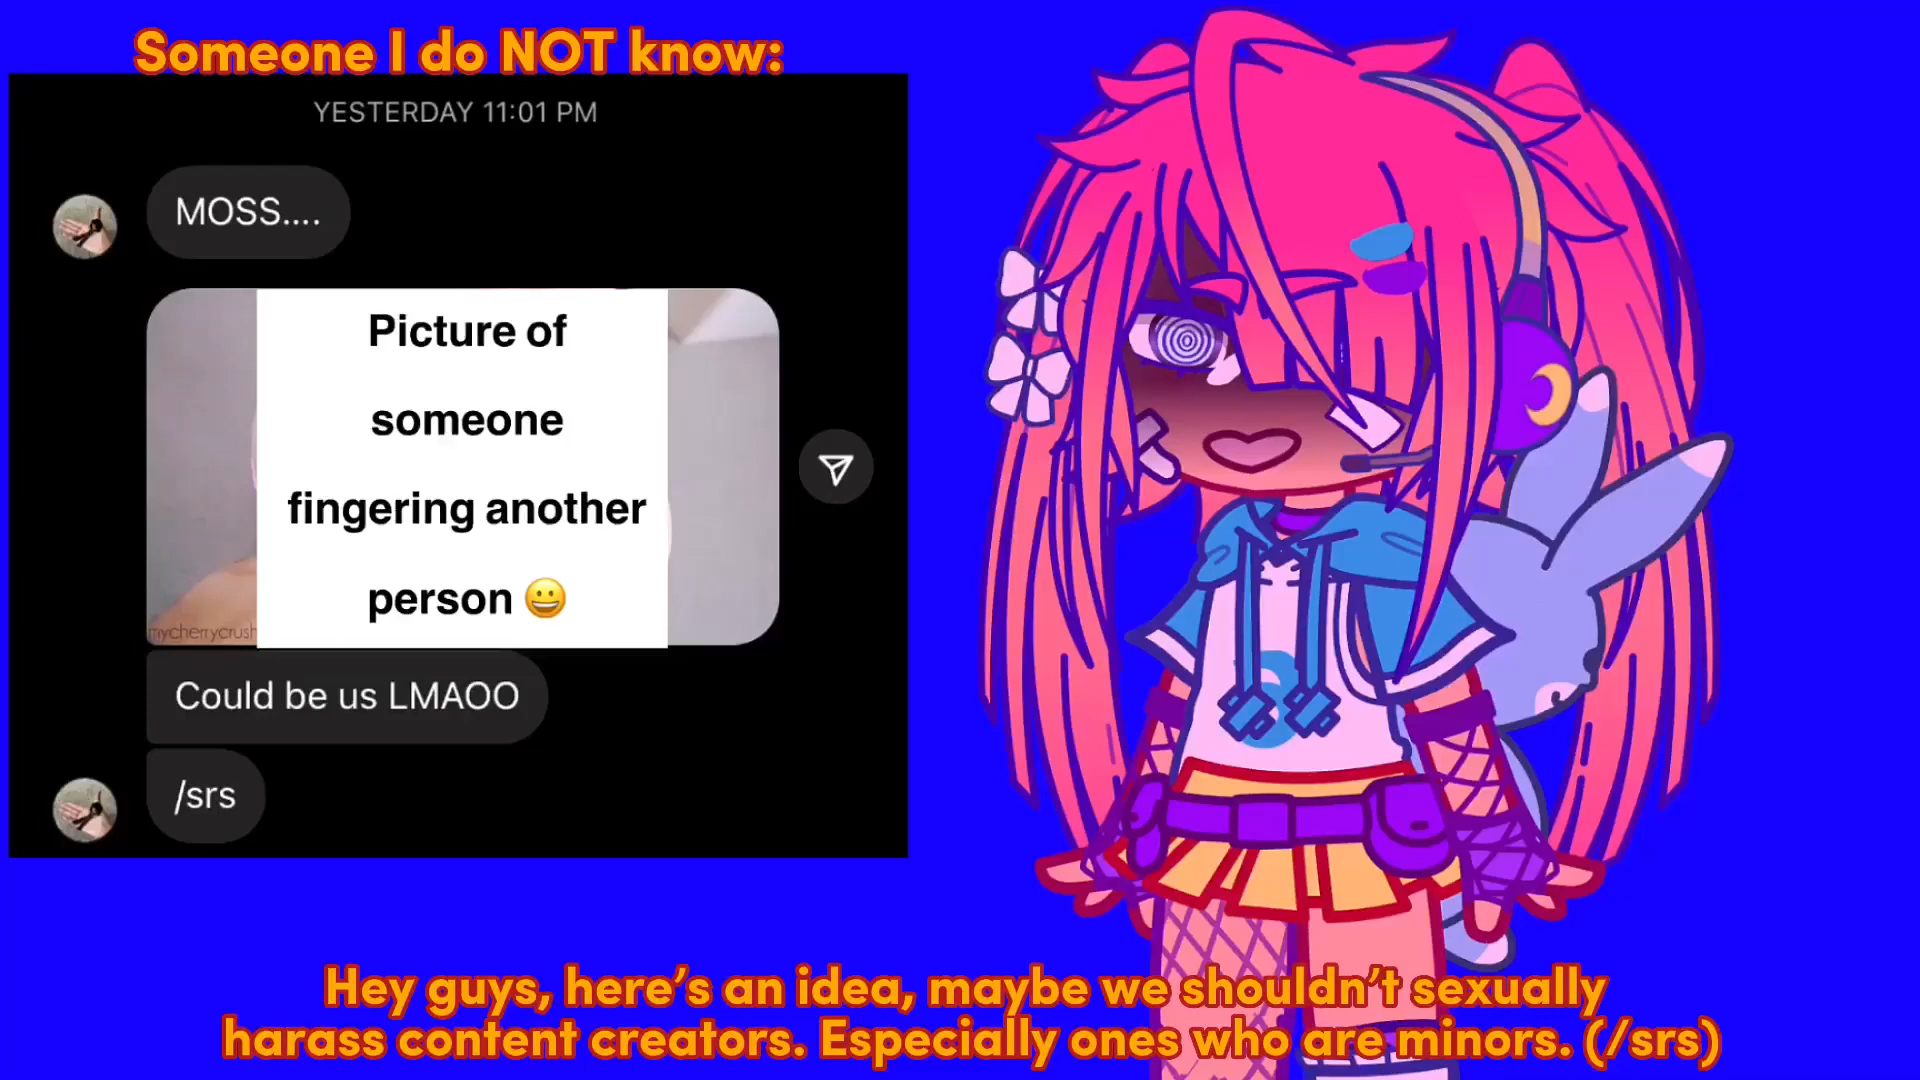 Someone I do NOT know:
YESTERDAY 11:01 PM
MOSS....
Picture of
someone
fingering another
person 😀
mycherrycrush
Could be us LMAOO
/srs
Hey guys, here's an idea, maybe we shouldn't sexually
harass content creators. Especially ones who are minors. (/srs)